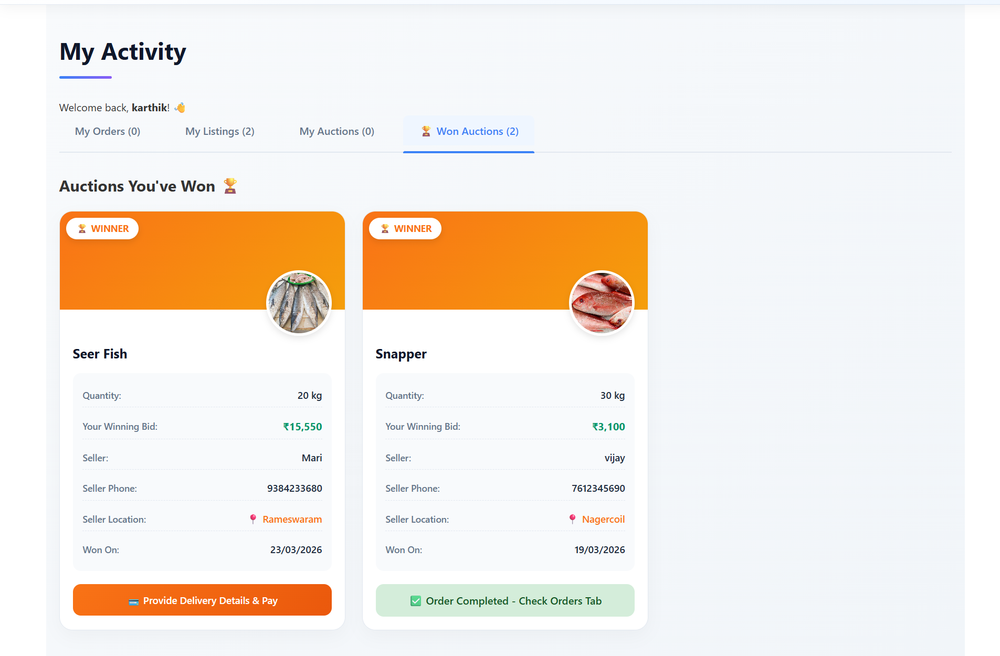 My Activity
Welcome back, karthik! 👋
My Orders (0)
My Listings (2)
My Auctions (0)
🏆 Won Auctions (2)
Auctions You've Won 🏆
🏆 WINNER
Seer Fish
Quantity: 20 kg
Your Winning Bid: ₹15,550
Seller: Mari
Seller Phone: 9384233680
Seller Location: 📍 Rameswaram
Won On: 23/03/2026
💳 Provide Delivery Details & Pay
🏆 WINNER
Snapper
Quantity: 30 kg
Your Winning Bid: ₹3,100
Seller: vijay
Seller Phone: 7612345690
Seller Location: 📍 Nagercoil
Won On: 19/03/2026
✅ Order Completed - Check Orders Tab